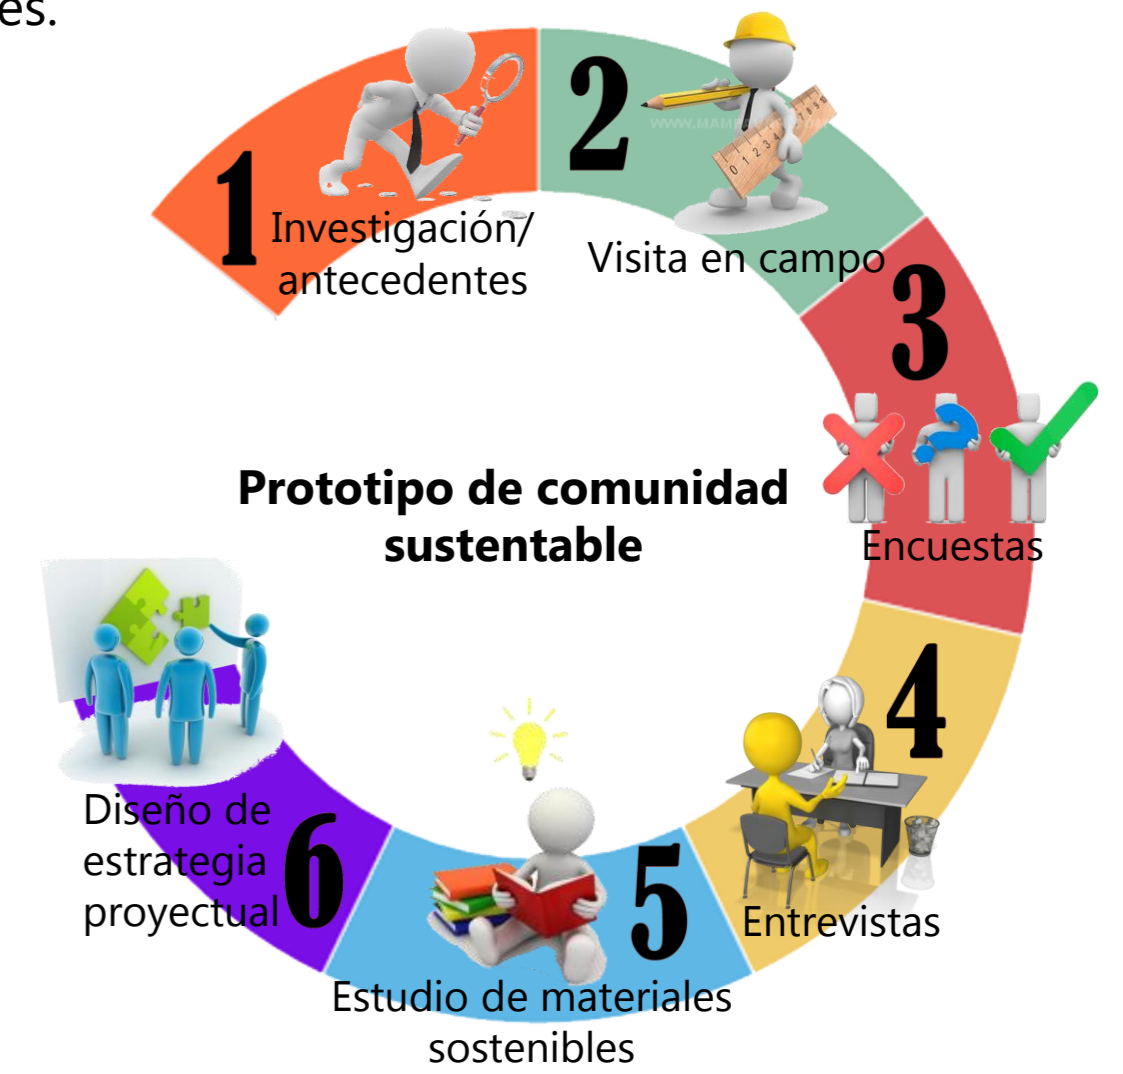 es.
1
Investigación/
antecedentes
2
Visita en campo
3
Encuestas
Prototipo de comunidad
sustentable
4
Entrevistas
5
Estudio de materiales
sostenibles
6
Diseño de
estrategia
proyectual